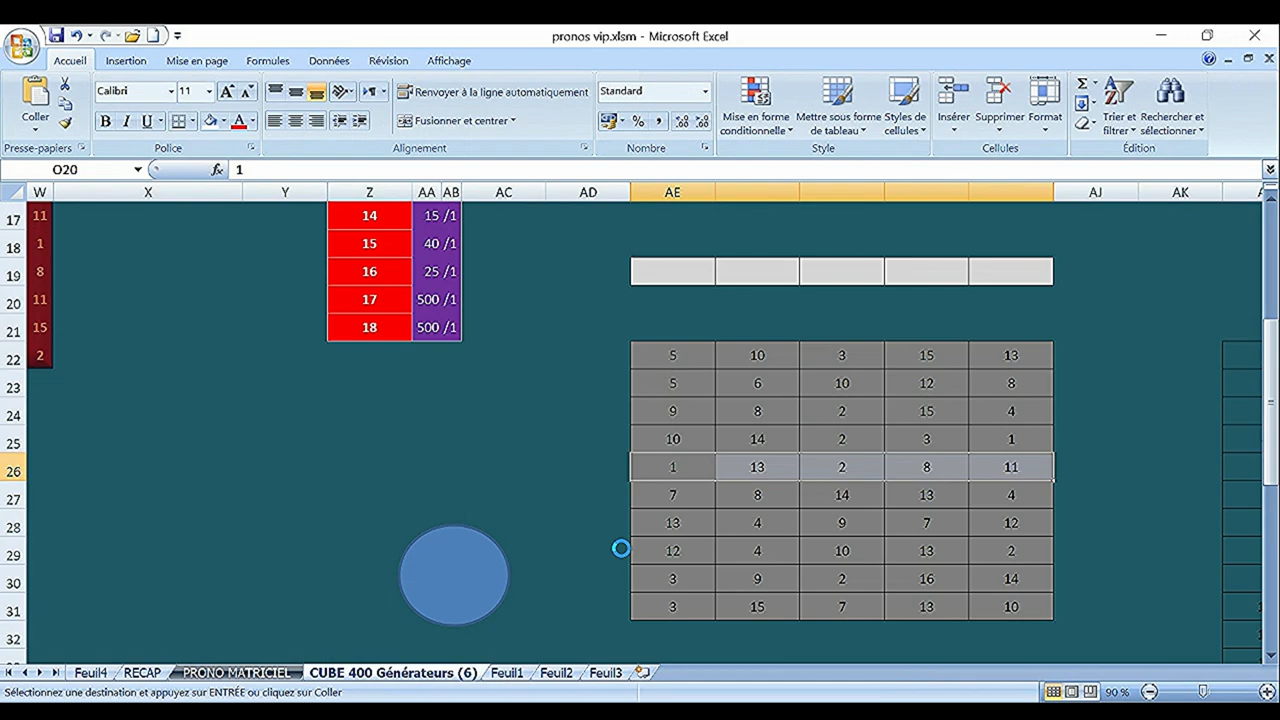 pronos vip.xlsm - Microsoft Excel
Accueil Insertion Mise en page Formules Données Révision Affichage
Coller
Presse-papiers
Calibri 11
Police
Renvoyer à la ligne automatiquement
Fusionner et centrer
Alignement
Standard
Nombre
Mise en forme conditionnelle
Mettre sous forme de tableau
Styles de cellules
Style
Insérer Supprimer Format
Cellules
Trier et filtrer
Rechercher et sélectionner
Édition
O20 fx 1
W X Y Z AA AB AC AD AE AJ AK
17 11 14 15 /1
18 1 15 40 /1
19 8 16 25 /1
20 11 17 500 /1
21 15 18 500 /1
22 2 5 10 3 15 13
23 5 6 10 12 8
24 9 8 2 15 4
25 10 14 2 3 1
26 1 13 2 8 11
27 7 8 14 13 4
28 13 4 9 7 12
29 12 4 10 13 2
30 3 9 2 16 14
31 3 15 7 13 10
32
Feuil4 RECAP PRONO MATRICIEL CUBE 400 Générateurs (6) Feuil1 Feuil2 Feuil3
Sélectionnez une destination et appuyez sur ENTRÉE ou cliquez sur Coller
90 %